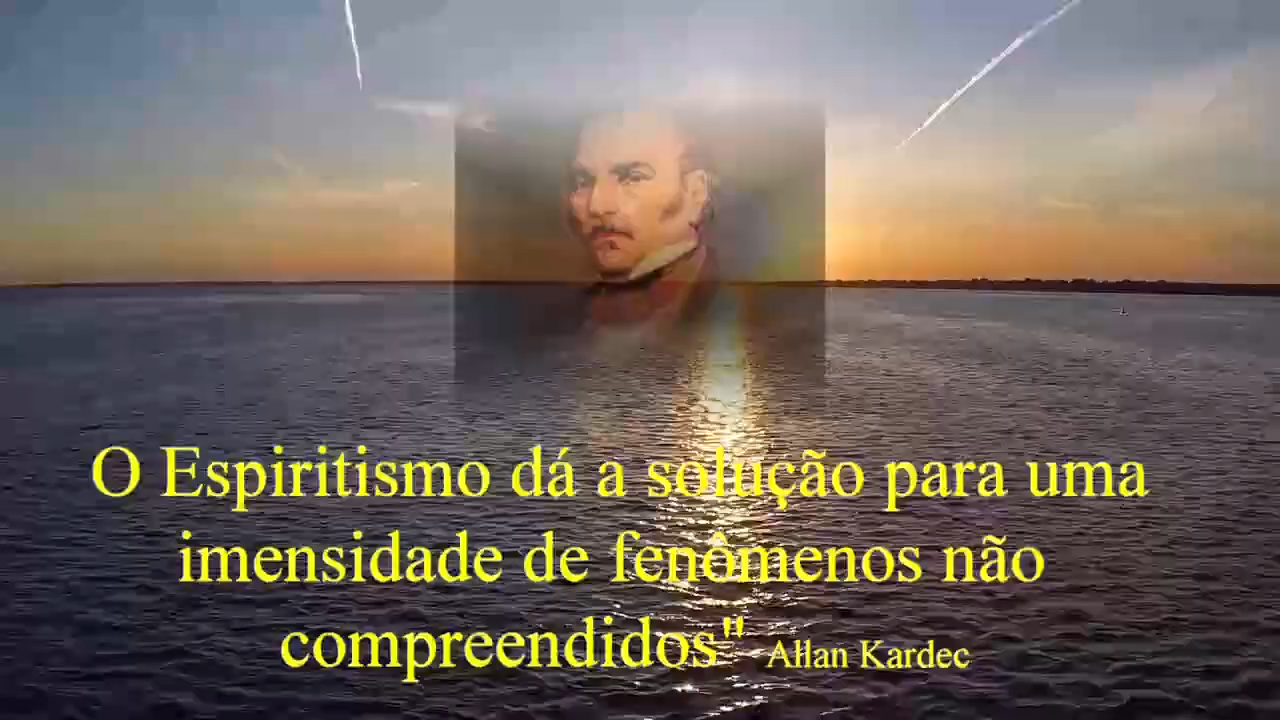 O Espiritismo dá a solução para uma
imensidade de fenômenos não
compreendidos" Allan Kardec